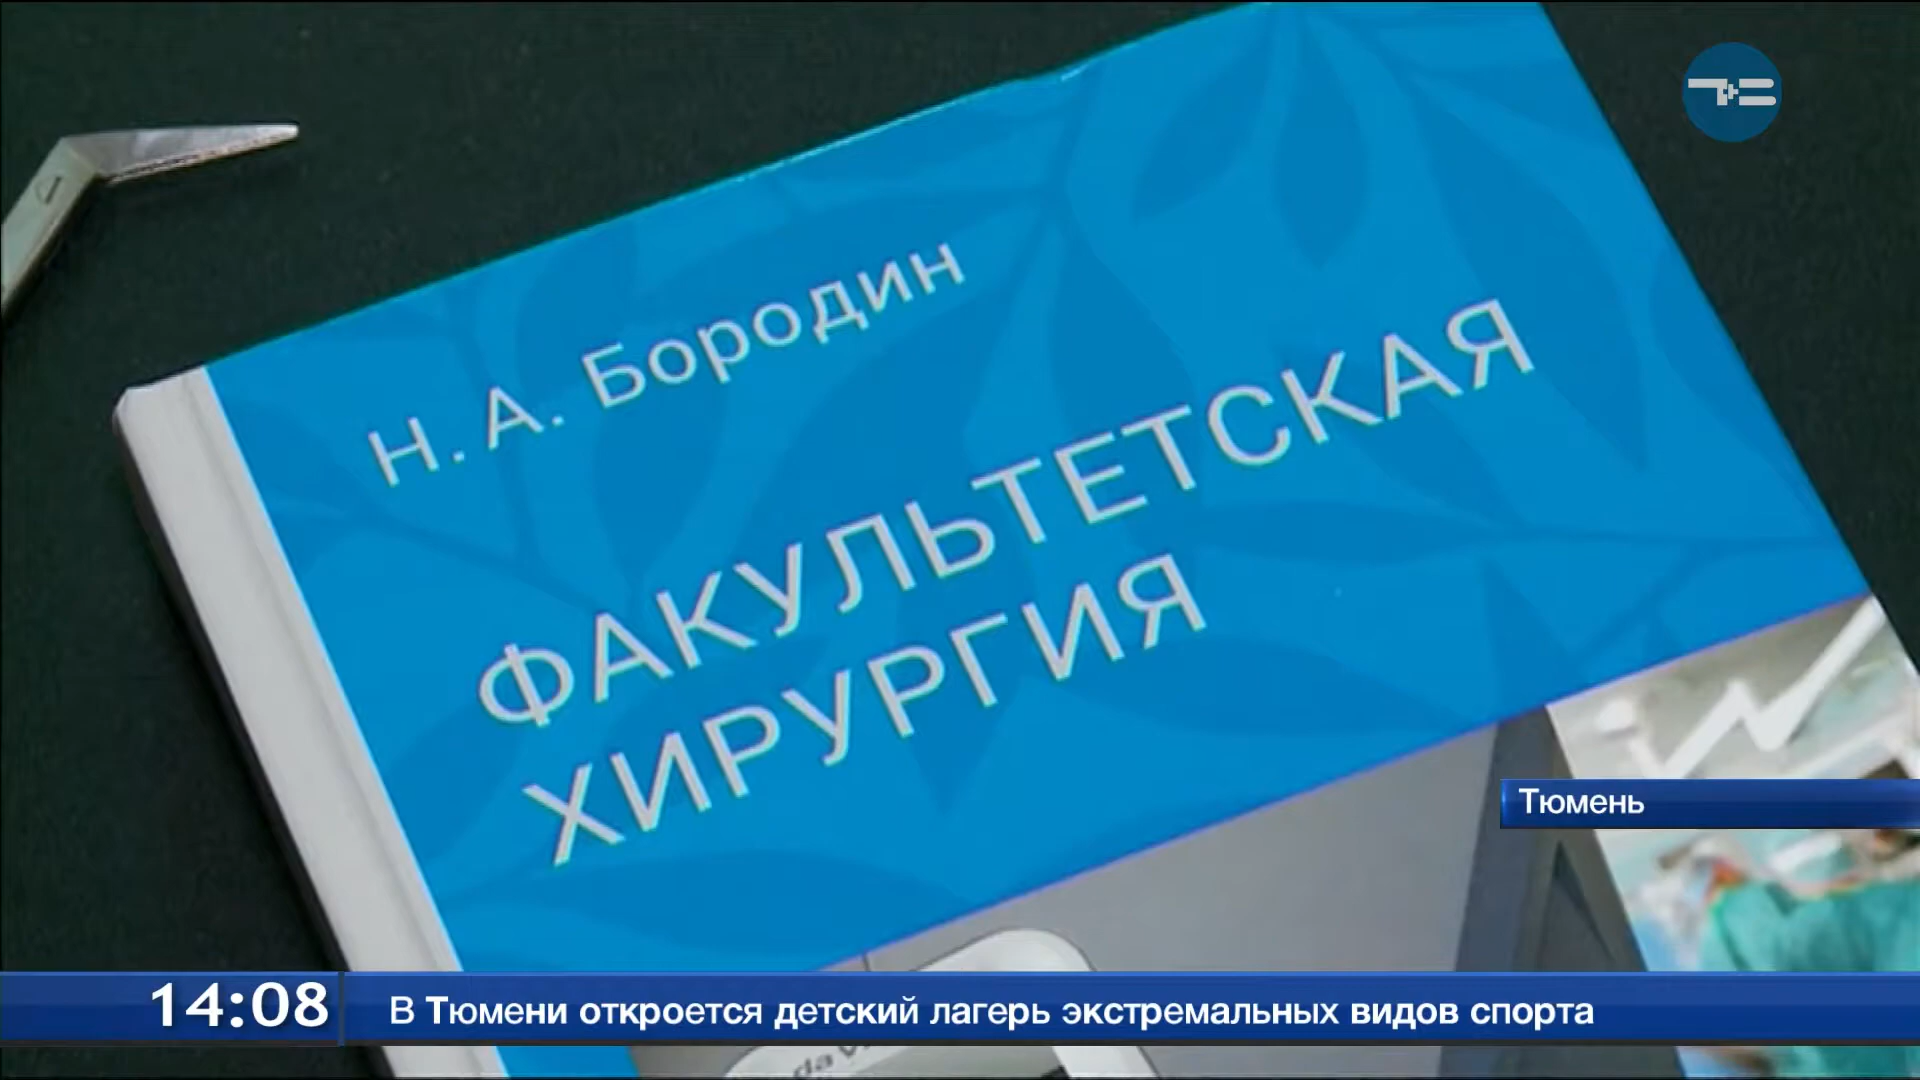 Н. А. Бородин
ФАКУЛЬТЕТСКАЯ
ХИРУРГИЯ
Тюмень
14:08
В Тюмени откроется детский лагерь экстремальных видов спорта